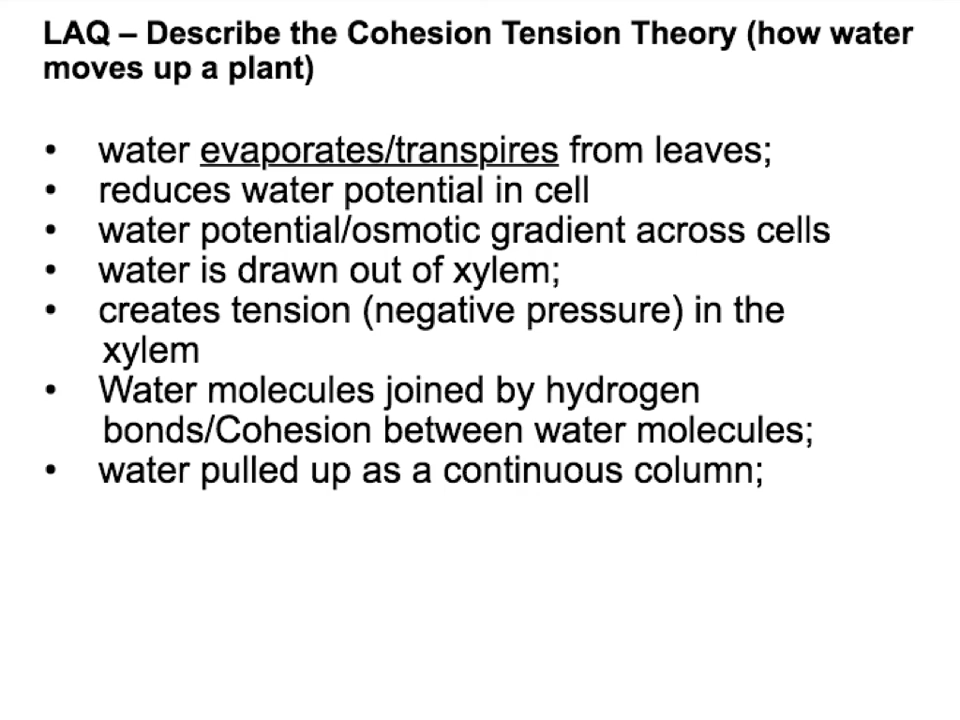 LAQ – Describe the Cohesion Tension Theory (how water
moves up a plant)
• water evaporates/transpires from leaves;
• reduces water potential in cell
• water potential/osmotic gradient across cells
• water is drawn out of xylem;
• creates tension (negative pressure) in the
xylem
• Water molecules joined by hydrogen
bonds/Cohesion between water molecules;
• water pulled up as a continuous column;